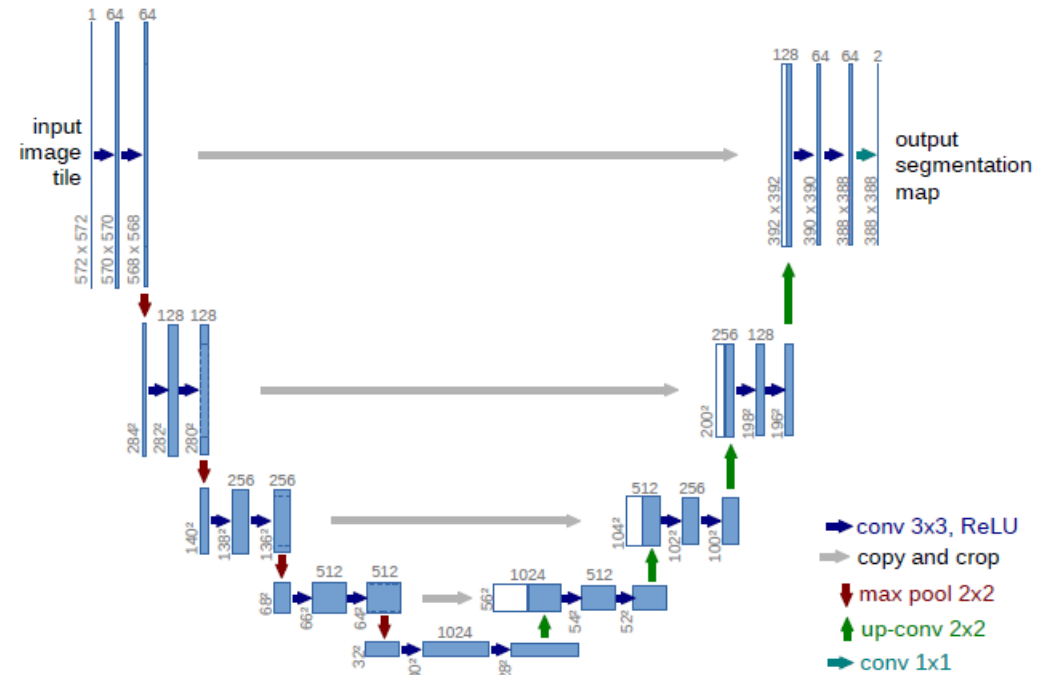 1 64 64
input
image
tile
572 x 572
570 x 570
568 x 568
128 64 64 2
output
segmentation
map
392 x 392
390 x 390
388 x 388
388 x 388
128 128
284²
282²
280²
256 128
200²
198²
196²
256 256
140²
138²
136²
512 256
104²
102²
100²
512 512
68²
66²
64²
1024 512
56²
54²
52²
1024
32²
conv 3x3, ReLU
copy and crop
max pool 2x2
up-conv 2x2
conv 1x1